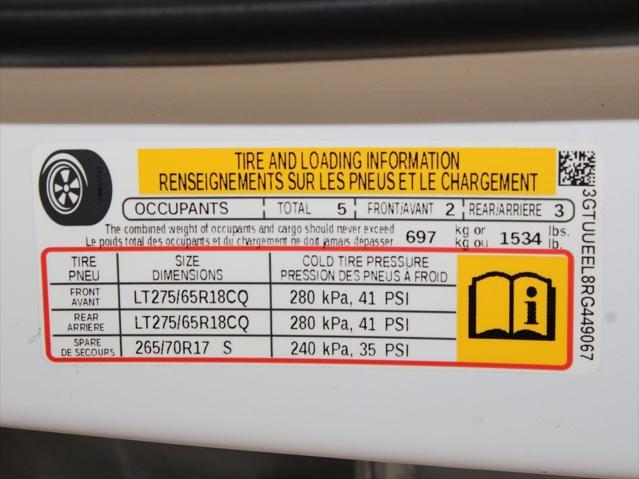 TIRE AND LOADING INFORMATION
RENSEIGNEMENTS SUR LES PNEUS ET LE CHARGEMENT
OCCUPANTS TOTAL 5 FRONT/AVANT 2 REAR/ARRIÈRE 3
The combined weight of occupants and cargo should never exceed 697 kg or 1534 lbs.
Le poids total des occupants et du chargement ne doit jamais dépasser kg ou lb.
TIRE SIZE COLD TIRE PRESSURE
PNEU DIMENSIONS PRESSION DES PNEUS À FROID
FRONT
AVANT LT275/65R18CQ 280 kPa, 41 PSI
REAR
ARRIÈRE LT275/65R18CQ 280 kPa, 41 PSI
SPARE
DE SECOURS 265/70R17 S 240 kPa, 35 PSI
i
3GTUUEEL8RG449067